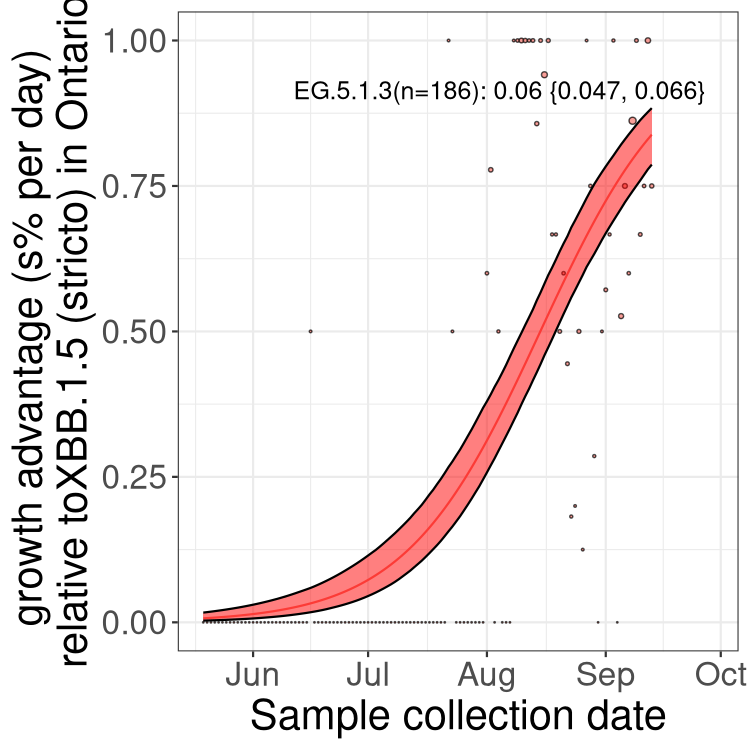 growth advantage (s% per day)
relative toXBB.1.5 (stricto) in Ontario
1.00
0.75
0.50
0.25
0.00
EG.5.1.3(n=186): 0.06 {0.047, 0.066}
Jun Jul Aug Sep Oct
Sample collection date